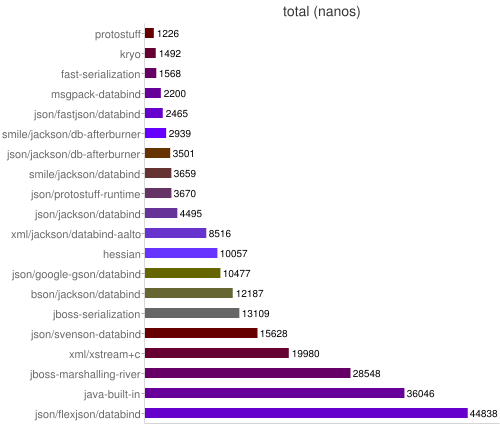 total (nanos)
protostuff 1226
kryo 1492
fast-serialization 1568
msgpack-databind 2200
json/fastjson/databind 2465
smile/jackson/db-afterburner 2939
json/jackson/db-afterburner 3501
smile/jackson/databind 3659
json/protostuff-runtime 3670
json/jackson/databind 4495
xml/jackson/databind-aalto 8516
hessian 10057
json/google-gson/databind 10477
bson/jackson/databind 12187
jboss-serialization 13109
json/svenson-databind 15628
xml/xstream+c 19980
jboss-marshalling-river 28548
java-built-in 36046
json/flexjson/databind 44838